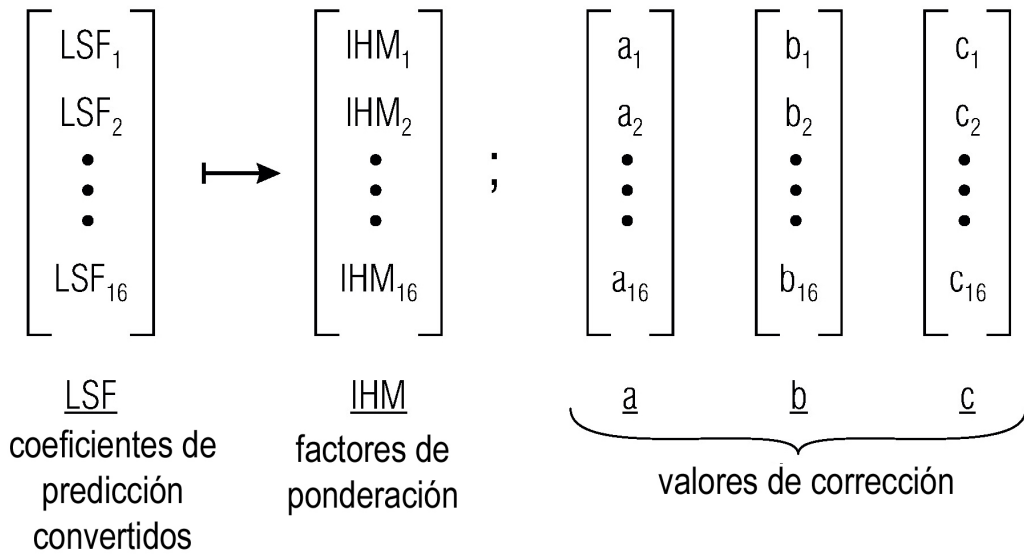 LSF₁ IHM₁ a₁ b₁ c₁
LSF₂ IHM₂ a₂ b₂ c₂
;
LSF₁₆ IHM₁₆ a₁₆ b₁₆ c₁₆
LSF IHM a b c
coeficientes de
predicción
convertidos
factores de
ponderación
valores de corrección